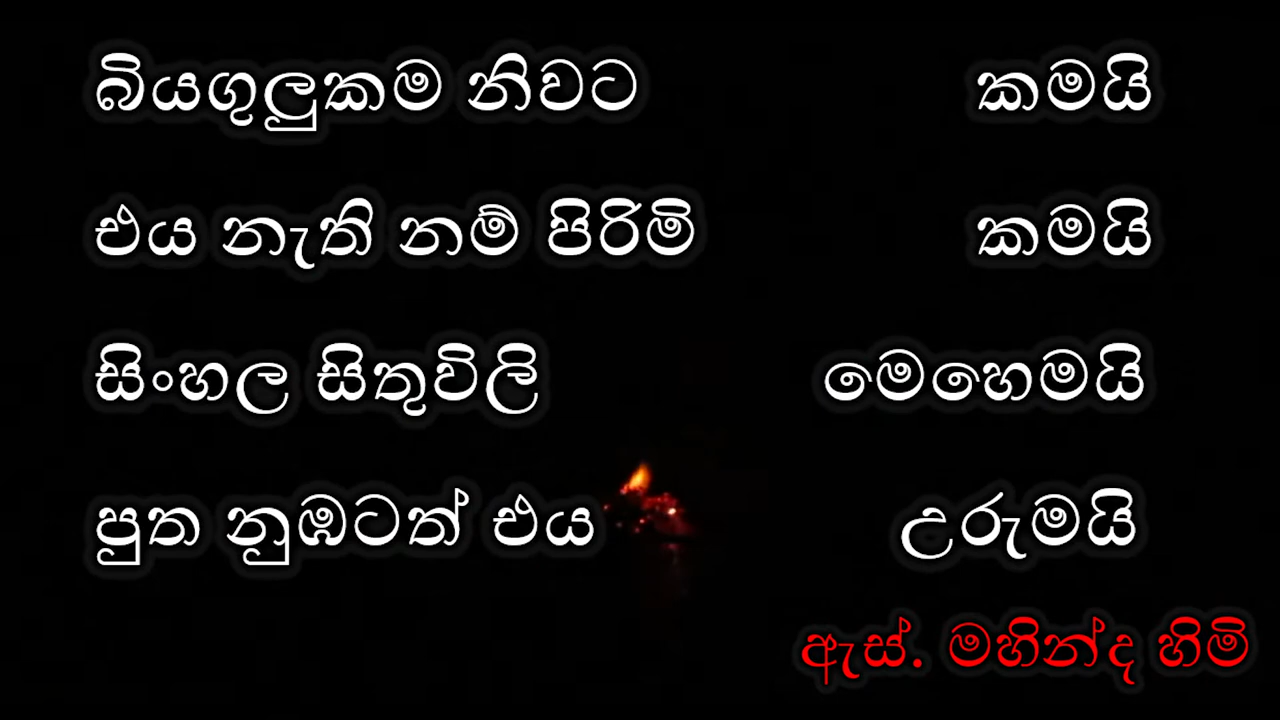 බියගුලුකම නිවට කමයි
එය නැති නම් පිරිමි කමයි
සිංහල සිතුවිලි මෙහෙමයි
පුත නුඹටත් එය උරුමයි
ඇස්. මහින්ද හිමි